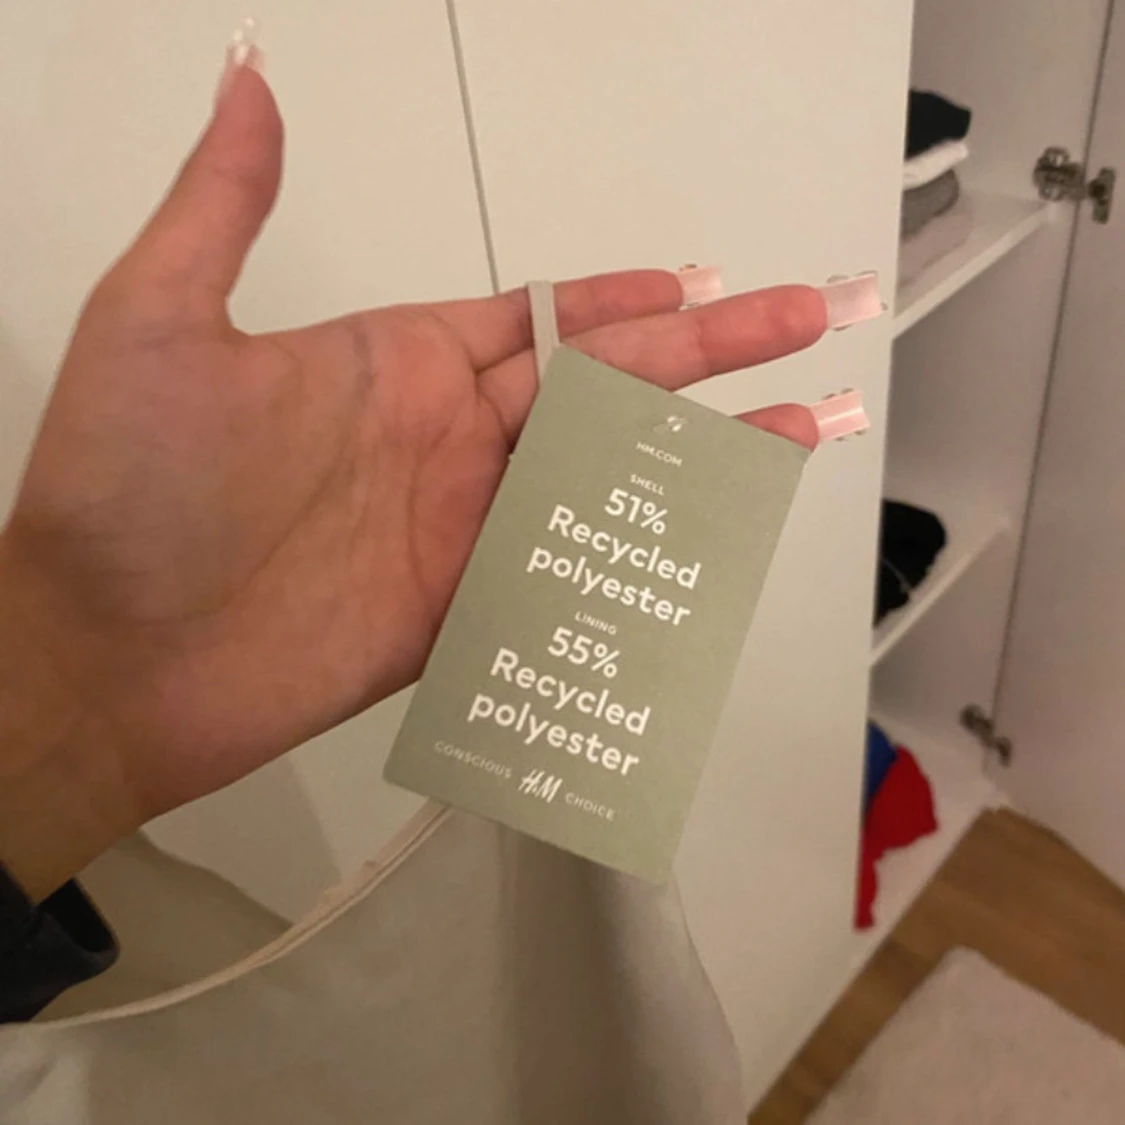 HM.COM
SHELL
51%
Recycled
polyester
LINING
55%
Recycled
polyester
CONSCIOUS H&M CHOICE